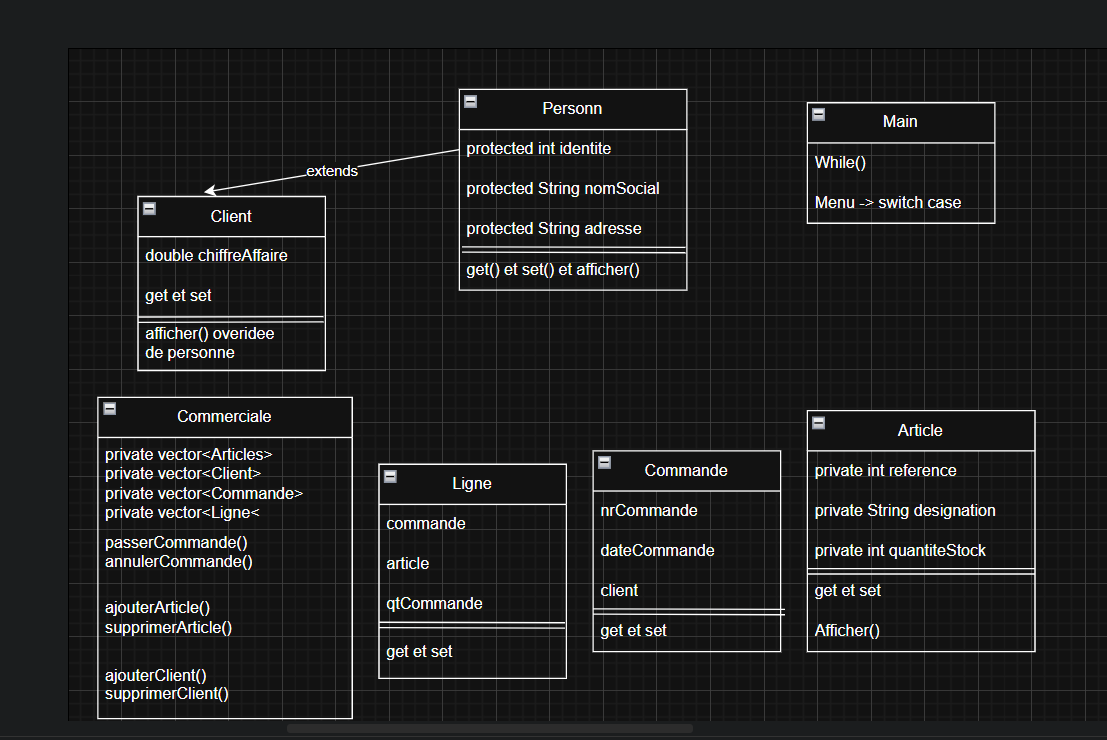 Personn
protected int identite
protected String nomSocial
protected String adresse
get() et set() et afficher()
Main
While()
Menu -> switch case
extends
Client
double chiffreAffaire
get et set
afficher() overidee
de personne
Commerciale
private vector<Articles>
private vector<Client>
private vector<Commande>
private vector<Ligne<
passerCommande()
annulerCommande()
ajouterArticle()
supprimerArticle()
ajouterClient()
supprimerClient()
Ligne
commande
article
qtCommande
get et set
Commande
nrCommande
dateCommande
client
get et set
Article
private int reference
private String designation
private int quantiteStock
get et set
Afficher()